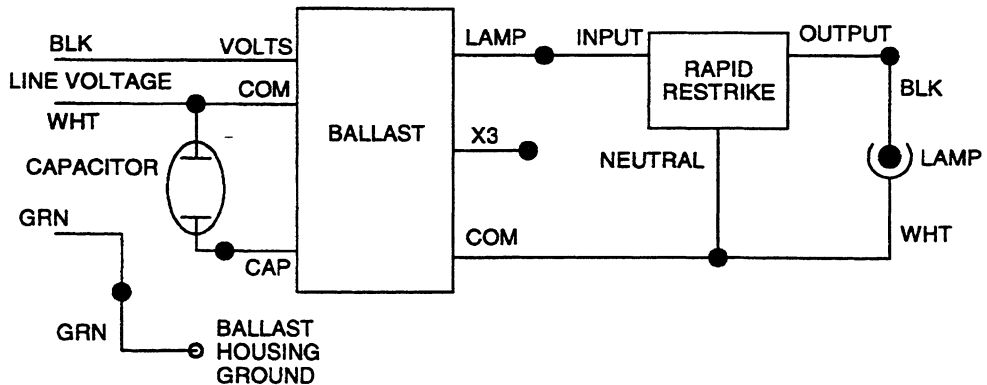 BLK
VOLTS
LINE VOLTAGE
COM
WHT
CAPACITOR
CAP
GRN
GRN
BALLAST
HOUSING
GROUND
BALLAST
LAMP
X3
COM
INPUT
RAPID
RESTRIKE
NEUTRAL
OUTPUT
BLK
LAMP
WHT